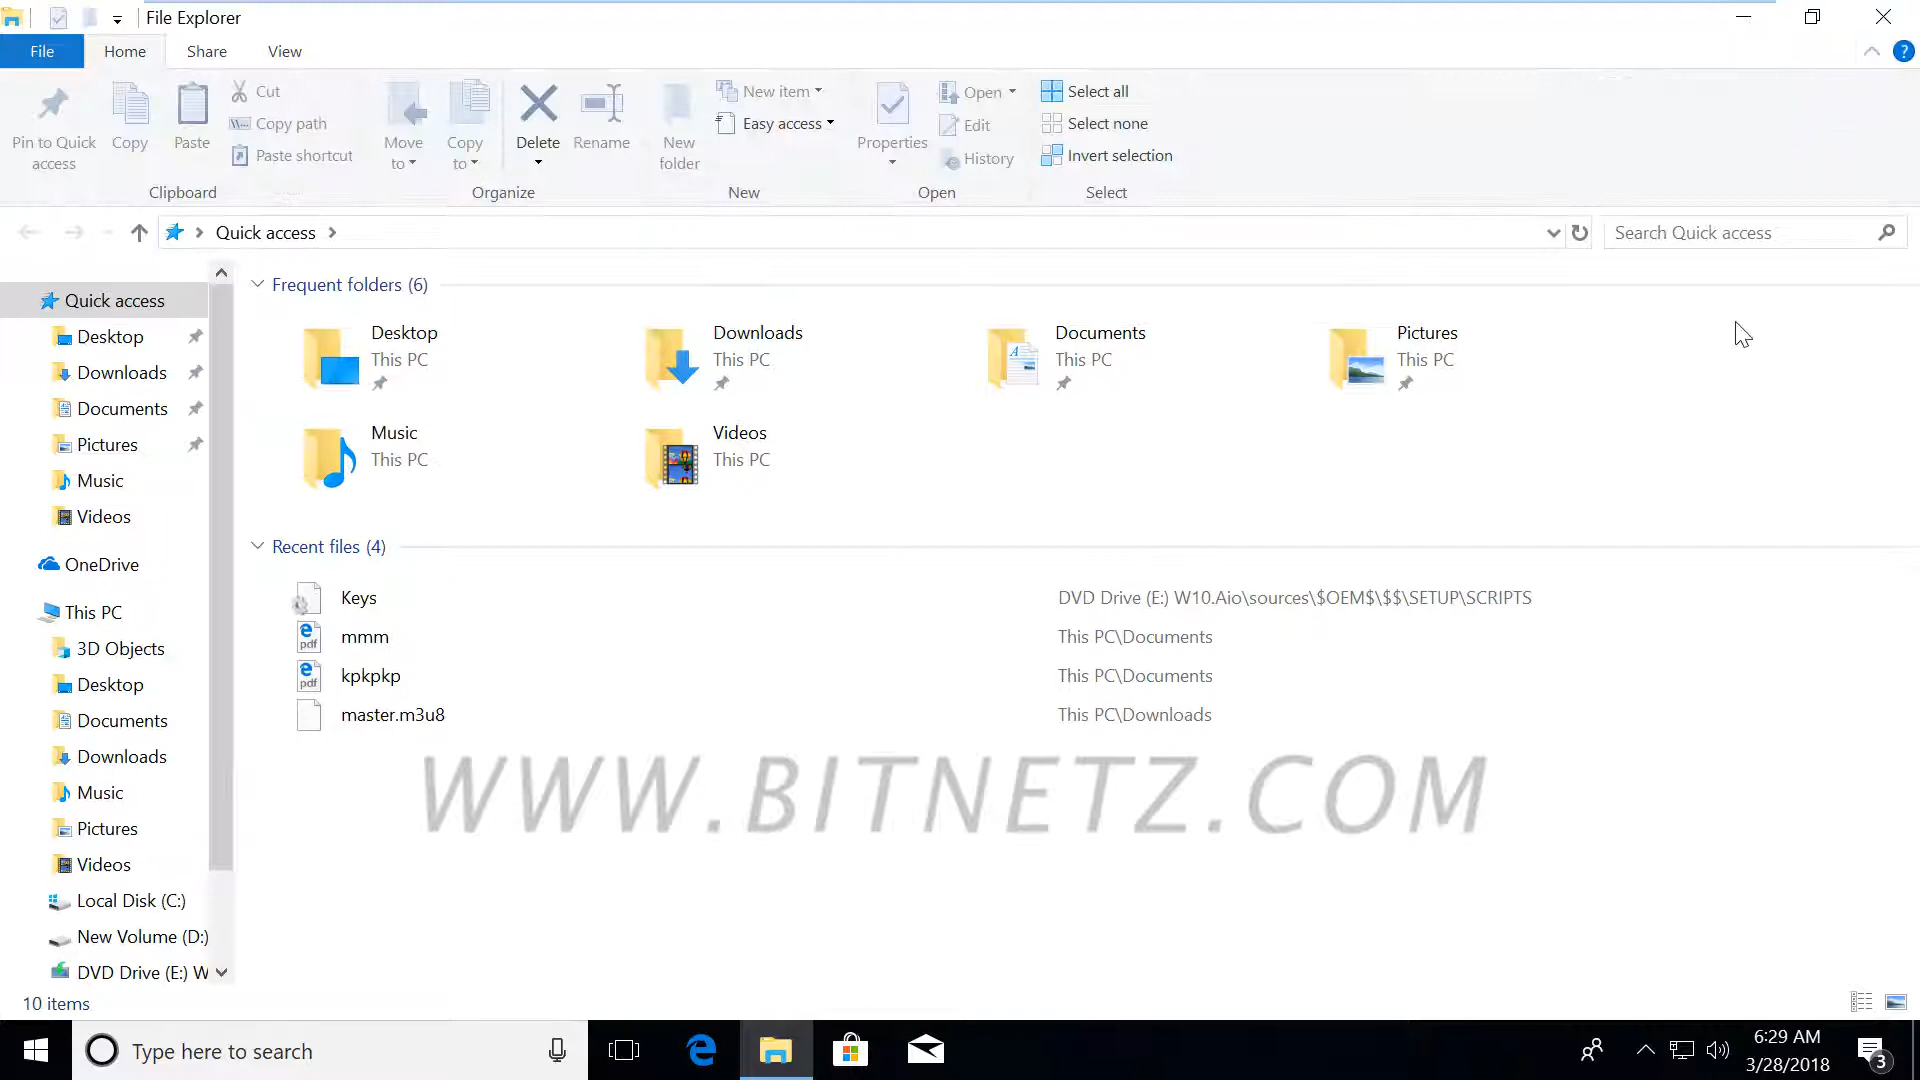 File Explorer
File
Home
Share
View
?
Pin to Quick
access
Copy
Paste
Cut
Copy path
Paste shortcut
Clipboard
Move
to
Copy
to
Delete
Rename
Organize
New
folder
New item
Easy access
New
Properties
Open
Edit
History
Open
Select all
Select none
Invert selection
Select
Quick access
Search Quick access
Quick access
Desktop
Downloads
Documents
Pictures
Music
Videos
OneDrive
This PC
3D Objects
Desktop
Documents
Downloads
Music
Pictures
Videos
Local Disk (C:)
New Volume (D:)
DVD Drive (E:) W
Frequent folders (6)
Desktop
This PC
Downloads
This PC
Documents
This PC
Pictures
This PC
Music
This PC
Videos
This PC
Recent files (4)
Keys DVD Drive (E:) W10.Aio\sources\$OEM$\$$\SETUP\SCRIPTS
pdf mmm This PC\Documents
pdf kpkpkp This PC\Documents
master.m3u8 This PC\Downloads
WWW.BITNETZ.COM
10 items
Type here to search
6:29 AM
3/28/2018
3